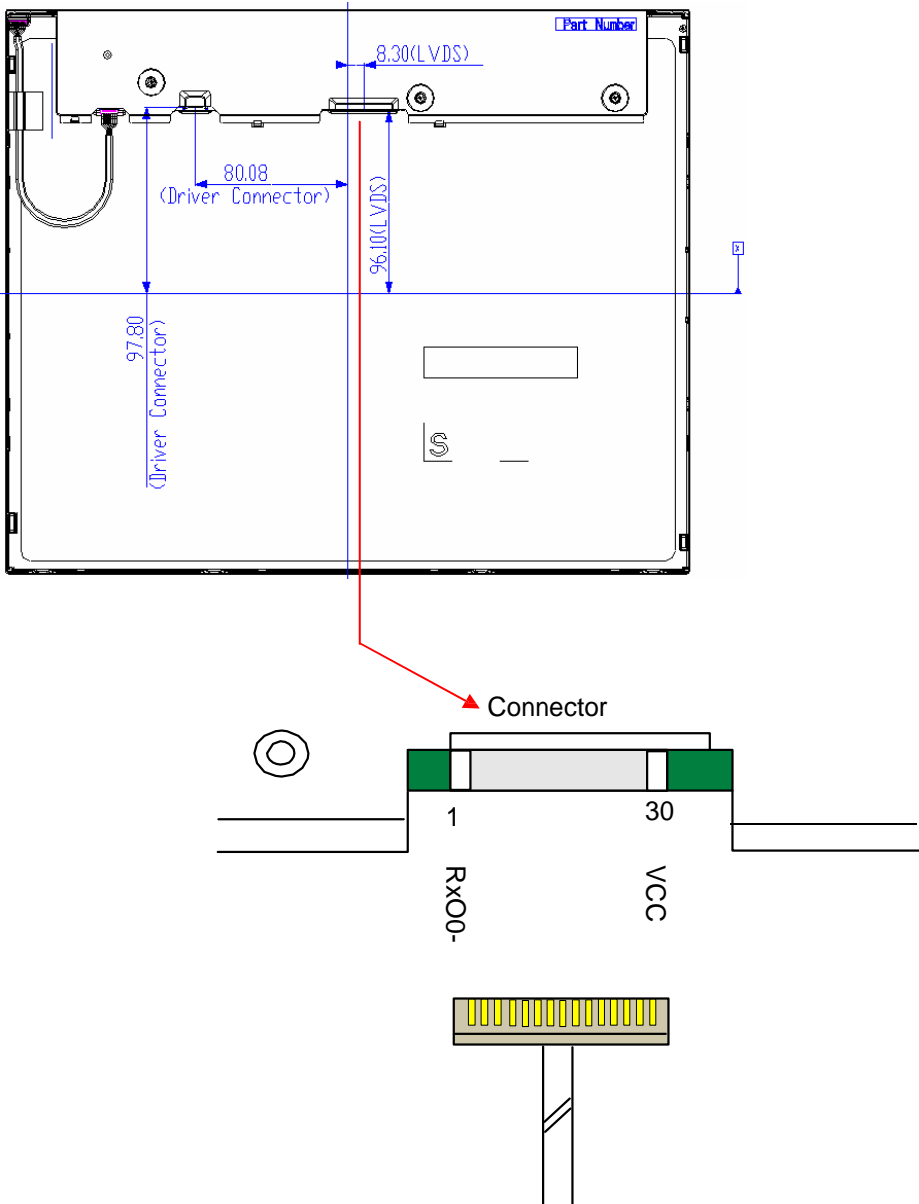 Part Number
8.30(LVDS)
80.08
(Driver Connector)
96.10(LVDS)
x
97.80
(Driver Connector)
S
Connector
1
30
RxO0-
VCC